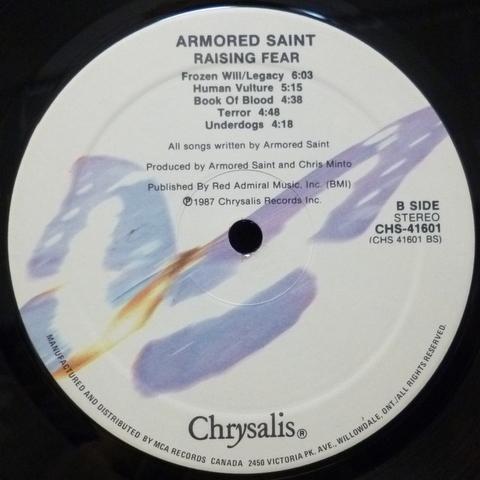 ARMORED SAINT
RAISING FEAR
Frozen Will/Legacy 6:03
Human Vulture 5:15
Book Of Blood 4:38
Terror 4:48
Underdogs 4:18
All songs written by Armored Saint
Produced by Armored Saint and Chris Minto
Published By Red Admiral Music, Inc. (BMI)
℗1987 Chrysalis Records Inc.
B SIDE
STEREO
CHS-41601
(CHS 41601 BS)
Chrysalis®
MANUFACTURED AND DISTRIBUTED BY MCA RECORDS CANADA 2450 VICTORIA PK. AVE., WILLOWDALE, ONT./ALL RIGHTS RESERVED.